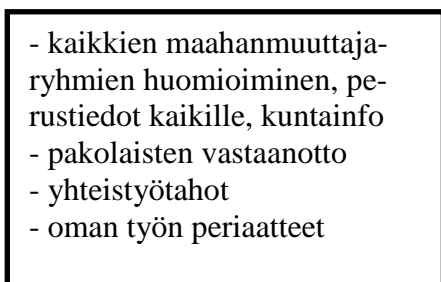 - kaikkien maahanmuuttaja-
ryhmien huomioiminen, pe-
rustiedot kaikille, kuntainfo
- pakolaisten vastaanotto
- yhteistyötahot
- oman työn periaatteet